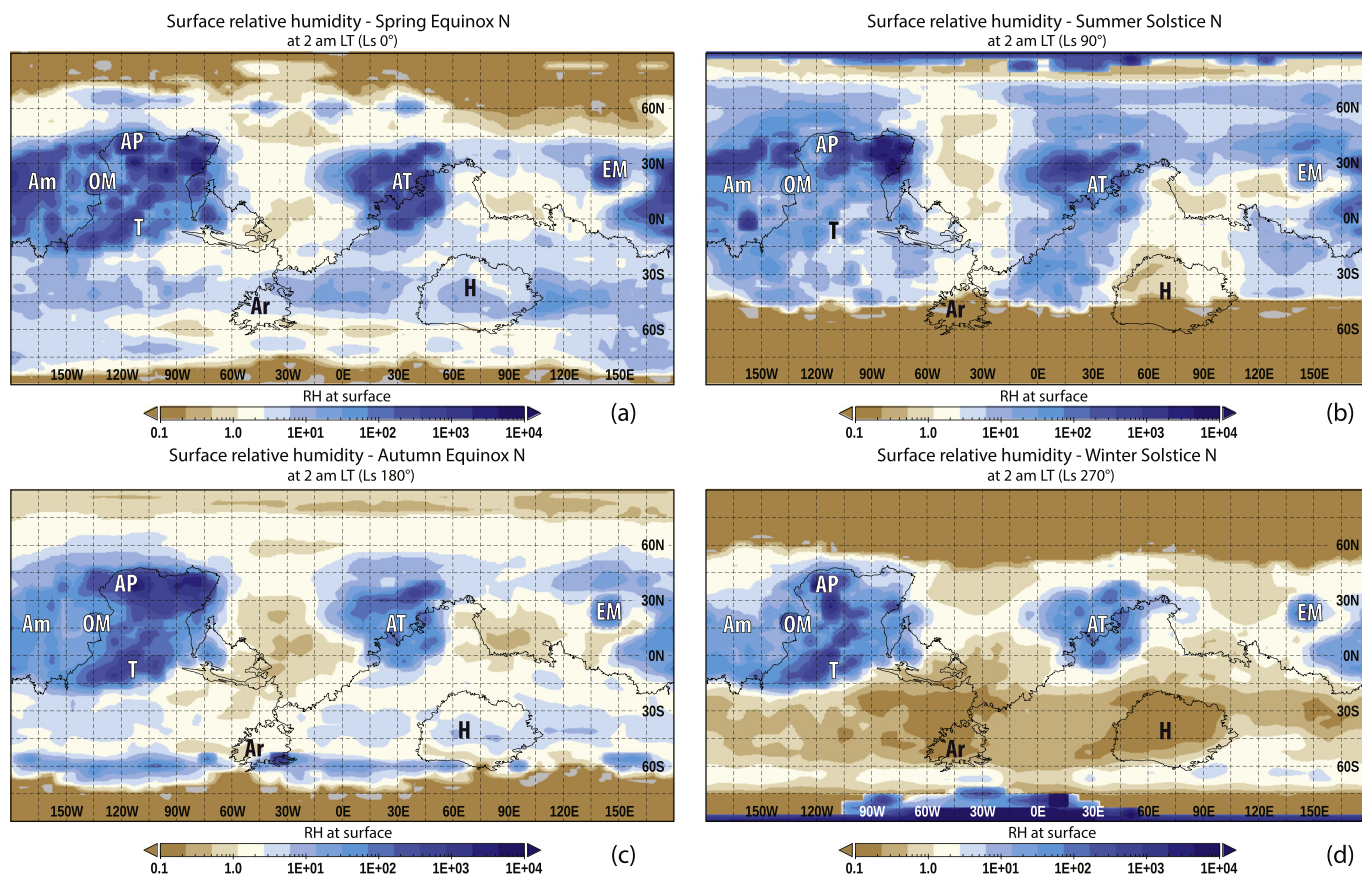 Surface relative humidity - Spring Equinox N
at 2 am LT (Ls 0°)
60N
AP
30N
Am
OM
AT
EM
T
0N
30S
H
Ar
60S
150W 120W 90W 60W 30W 0E 30E 60E 90E 120E 150E
RH at surface
0.1 1.0 1E+01 1E+02 1E+03 1E+04
(a)
Surface relative humidity - Summer Solstice N
at 2 am LT (Ls 90°)
60N
AP
30N
Am
OM
AT
EM
T
0N
30S
H
Ar
60S
150W 120W 90W 60W 30W 0E 30E 60E 90E 120E 150E
RH at surface
0.1 1.0 1E+01 1E+02 1E+03 1E+04
(b)
Surface relative humidity - Autumn Equinox N
at 2 am LT (Ls 180°)
60N
AP
30N
Am
OM
AT
EM
T
0N
30S
H
Ar
60S
150W 120W 90W 60W 30W 0E 30E 60E 90E 120E 150E
RH at surface
0.1 1.0 1E+01 1E+02 1E+03 1E+04
(c)
Surface relative humidity - Winter Solstice N
at 2 am LT (Ls 270°)
60N
AP
30N
Am
OM
AT
EM
T
0N
30S
H
Ar
60S
150W 120W 90W 60W 30W 0E 30E 60E 90E 120E 150E
RH at surface
0.1 1.0 1E+01 1E+02 1E+03 1E+04
(d)